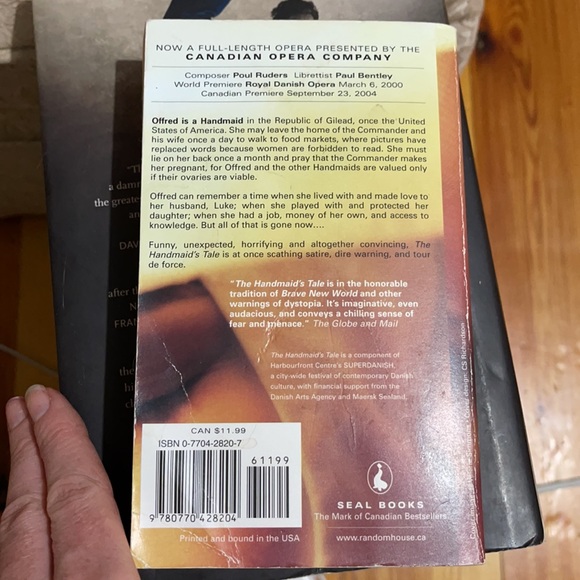 NOW A FULL-LENGTH OPERA PRESENTED BY THE
CANADIAN OPERA COMPANY
Composer Poul Ruders Librettist Paul Bentley
World Premiere Royal Danish Opera March 6, 2000
Canadian Premiere September 23, 2004
Offred is a Handmaid in the Republic of Gilead, once the United
States of America. She may leave the home of the Commander and
his wife once a day to walk to food markets, where pictures have
replaced words because women are forbidden to read. She must
lie on her back once a month and pray that the Commander makes
her pregnant, for Offred and the other Handmaids are valued only
if their ovaries are viable.
Offred can remember a time when she lived with and made love to
her husband, Luke; when she played with and protected her
daughter; when she had a job, money of her own, and access to
knowledge. But all of that is gone now....
Funny, unexpected, horrifying and altogether convincing, The
Handmaid's Tale is at once scathing satire, dire warning, and tour
de force.
"The Handmaid's Tale is in the honorable
tradition of Brave New World and other
warnings of dystopia. It's imaginative, even
audacious, and conveys a chilling sense of
fear and menace." The Globe and Mail
The Handmaid's Tale is a component of
Harbourfront Centre's SUPERDANISH,
a city-wide festival of contemporary Danish
culture, with financial support from the
Danish Arts Agency and Maersk Sealand.
CAN $11.99
ISBN 0-7704-2820-7
61199
9 780770 428204
Printed and bound in the USA
SEAL BOOKS
The Mark of Canadian Bestsellers
www.randomhouse.ca
CS Richardson
"Th
a damn
the greate
an
DAV
after th
N
FRAN
the
hi